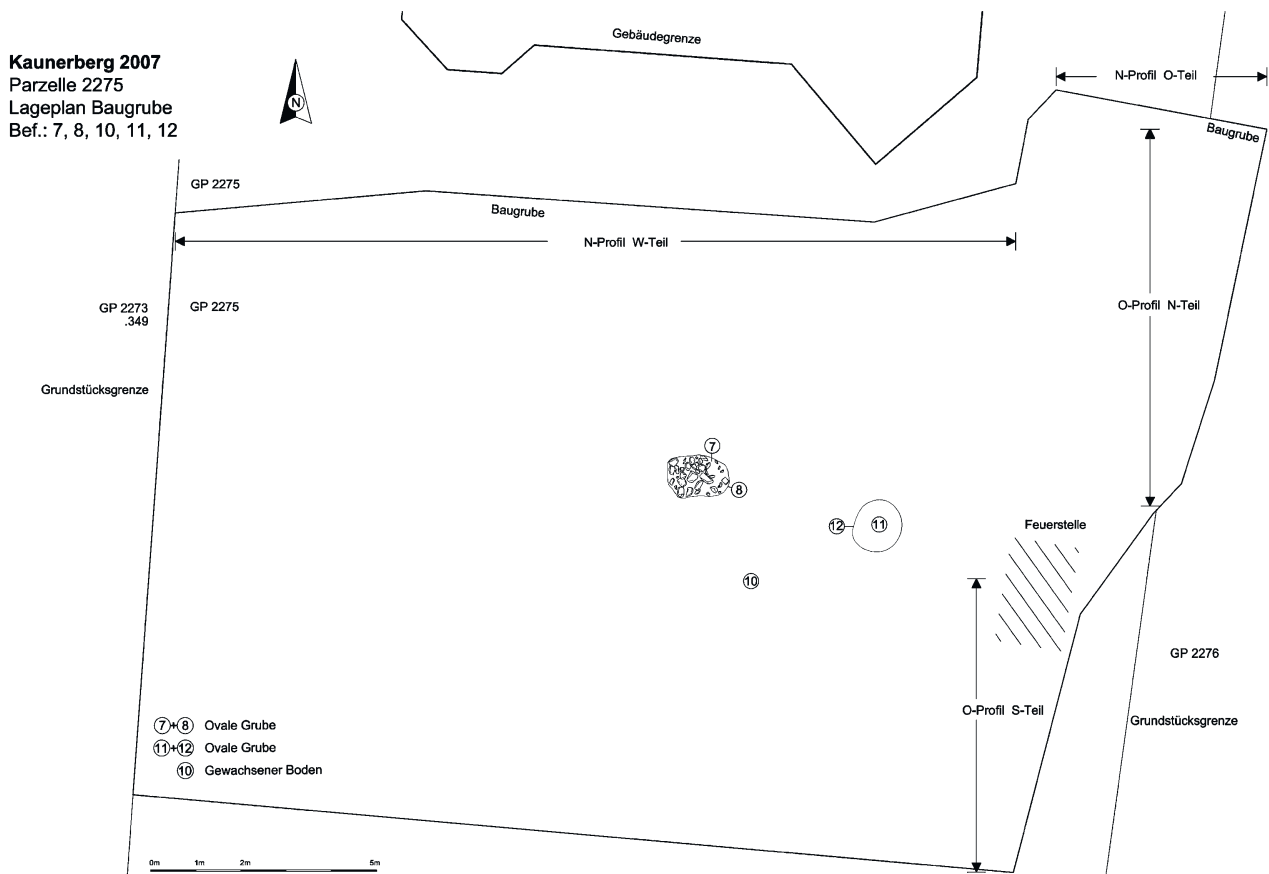 Kaunerberg 2007
Parzelle 2275
Lageplan Baugrube
Bef.: 7, 8, 10, 11, 12
N
Gebäudegrenze
N-Profil O-Teil
Baugrube
GP 2275
Baugrube
N-Profil W-Teil
GP 2273
.349
GP 2275
O-Profil N-Teil
Grundstücksgrenze
7
8
12
11
Feuerstelle
10
GP 2276
O-Profil S-Teil
Grundstücksgrenze
7+8 Ovale Grube
11+12 Ovale Grube
10 Gewachsener Boden
0m 1m 2m 5m